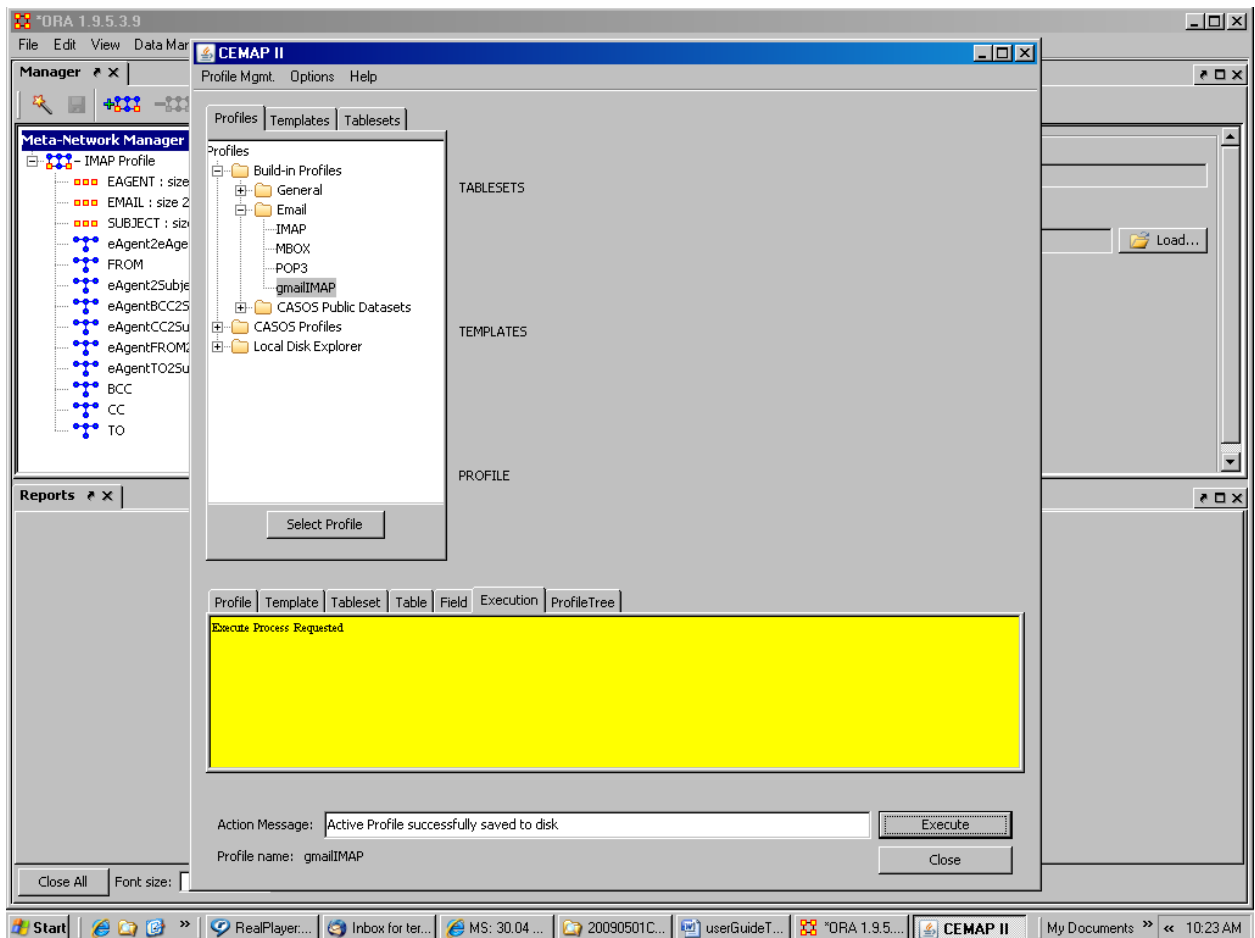 *ORA 1.9.5.3.9
File Edit View Data Mar
Manager
Meta-Network Manager
IMAP Profile
EAGENT : size
EMAIL : size 2
SUBJECT : size
eAgent2eAge
FROM
eAgent2Subje
eAgentBCC2S
eAgentCC2Su
eAgentFROM2
eAgentTO2Su
BCC
CC
TO
Load...
Reports
Close All Font size:
CEMAP II
Profile Mgmt. Options Help
Profiles Templates Tablesets
Profiles
Build-in Profiles
General
Email
IMAP
MBOX
POP3
gmailIMAP
CASOS Public Datasets
CASOS Profiles
Local Disk Explorer
Select Profile
TABLESETS
TEMPLATES
PROFILE
Profile Template Tableset Table Field Execution ProfileTree
Execute Process Requested
Action Message: Active Profile successfully saved to disk Execute
Profile name: gmailIMAP Close
Start » RealPlayer:... Inbox for ter... MS: 30.04 ... 20090501C... userGuideT... *ORA 1.9.5.... CEMAP II My Documents » « 10:23 AM